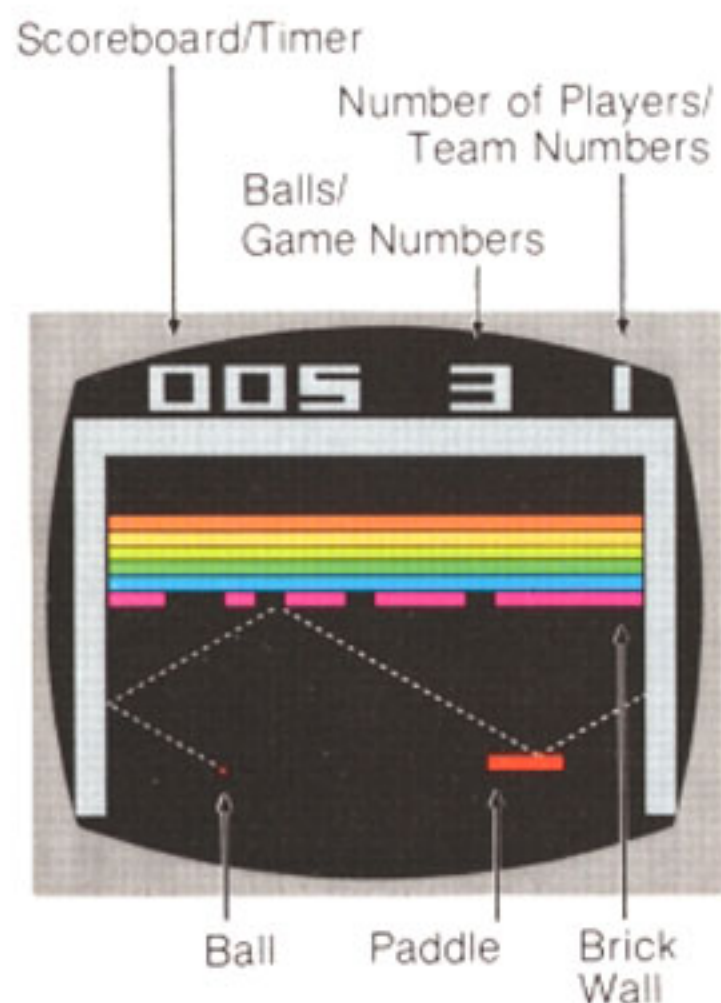 Scoreboard/Timer
Number of Players/
Team Numbers
Balls/
Game Numbers
005 3 1
Ball
Paddle
Brick
Wall